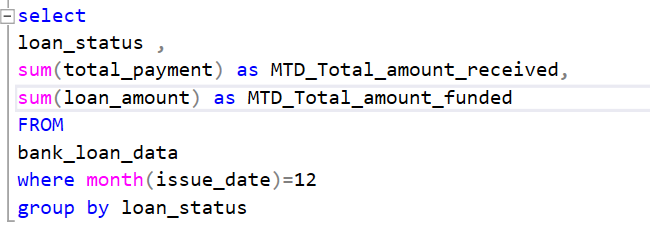 select
loan_status ,
sum(total_payment) as MTD_Total_amount_received,
sum(loan_amount) as MTD_Total_amount_funded
FROM
bank_loan_data
where month(issue_date)=12
group by loan_status